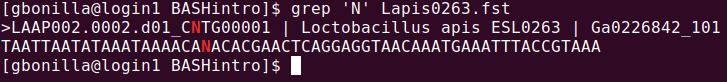 [gbonilla@login1 BASHintro]$ grep 'N' Lapis0263.fst
>LAAP002.0002.d01_CNTG00001 | Loctobacillus apis ESL0263 | Ga0226842_101
TAATTAATATAAATAAAACANACACGAACTCAGGAGGTAACAAATGAAATTTACCGTAAA
[gbonilla@login1 BASHintro]$